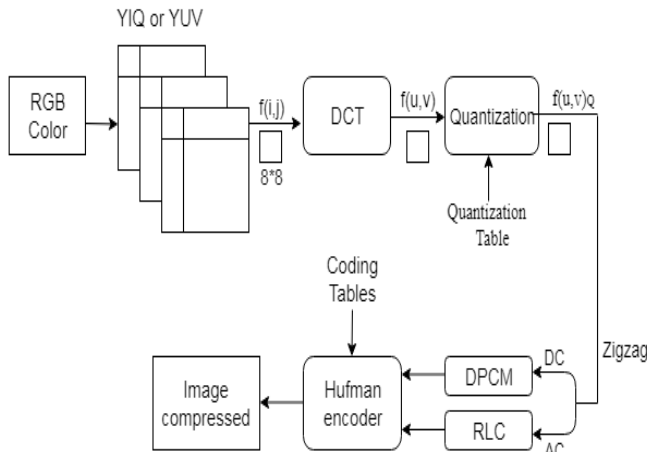 YIQ or YUV
RGB
Color
f(i,j)
8*8
DCT
f(u,v)
Quantization
f(u,v)Q
Quantization
Table
Coding
Tables
Zigzag
DC
DPCM
Hufman
encoder
Image
compressed
RLC
AC